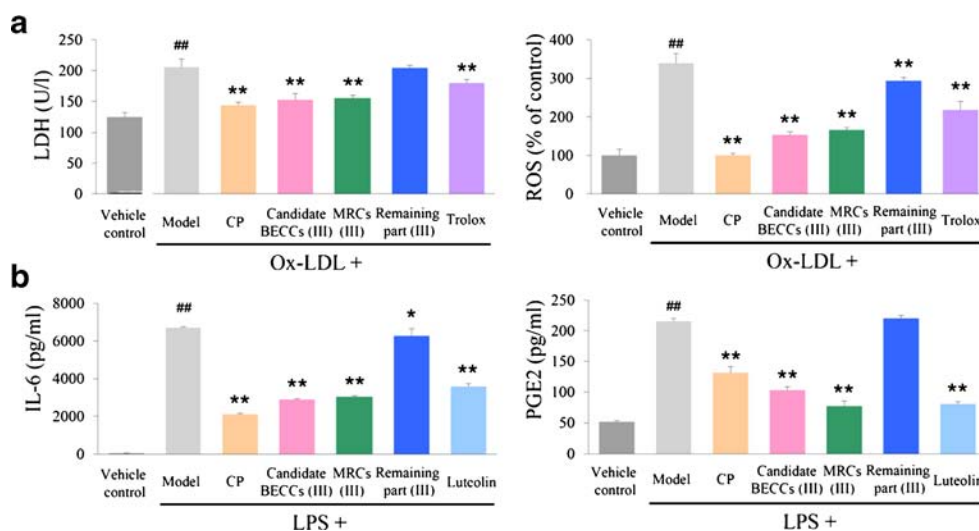 a
LDH (U/l)
250
200
150
100
50
0
##
**
**
**
**
Vehicle
control
Model
CP
Candidate
BECCs (III)
MRCs
(III)
Remaining
part (III)
Trolox
Ox-LDL +
ROS (% of control)
400
300
200
100
0
##
**
**
**
**
**
Vehicle
control
Model
CP
Candidate
BECCs (III)
MRCs
(III)
Remaining
part (III)
Trolox
Ox-LDL +
b
IL-6 (pg/ml)
8000
6000
4000
2000
0
##
**
**
**
*
**
Vehicle
control
Model
CP
Candidate
BECCs (III)
MRCs
(III)
Remaining
part (III)
Luteolin
LPS +
PGE2 (pg/ml)
250
200
150
100
50
0
##
**
**
**
**
Vehicle
control
Model
CP
Candidate
BECCs (III)
MRCs
(III)
Remaining
part (III)
Luteolin
LPS +